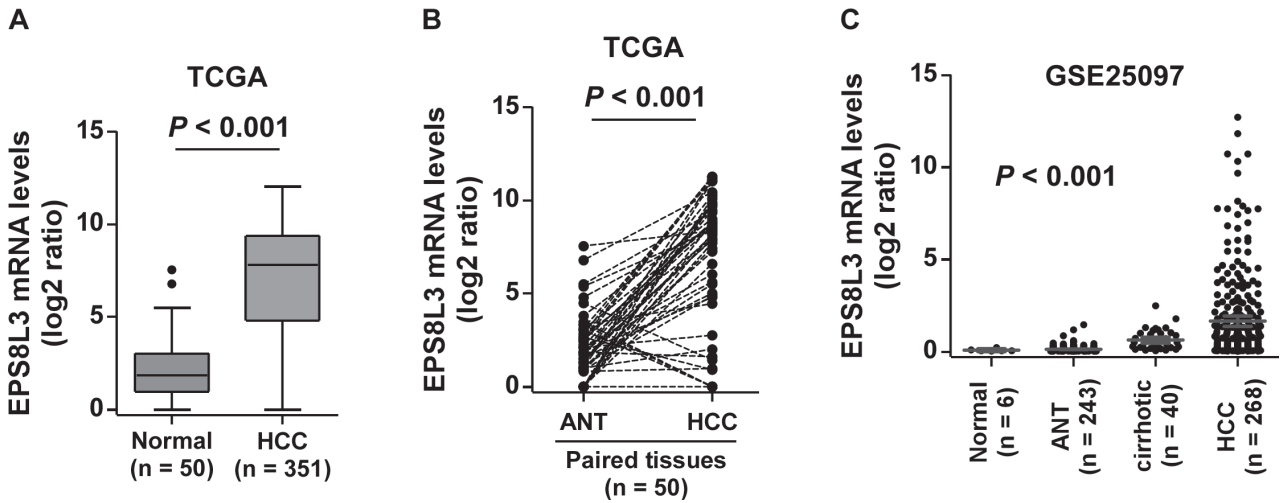 A
TCGA
P < 0.001
EPS8L3 mRNA levels
(log2 ratio)
15
10
5
0
Normal
(n = 50)
HCC
(n = 351)
B
TCGA
P < 0.001
EPS8L3 mRNA levels
(log2 ratio)
15
10
5
0
ANT
HCC
Paired tissues
(n = 50)
C
GSE25097
P < 0.001
EPS8L3 mRNA levels
(log2 ratio)
15
10
5
0
Normal
(n = 6)
ANT
(n = 243)
cirrhotic
(n = 40)
HCC
(n = 268)